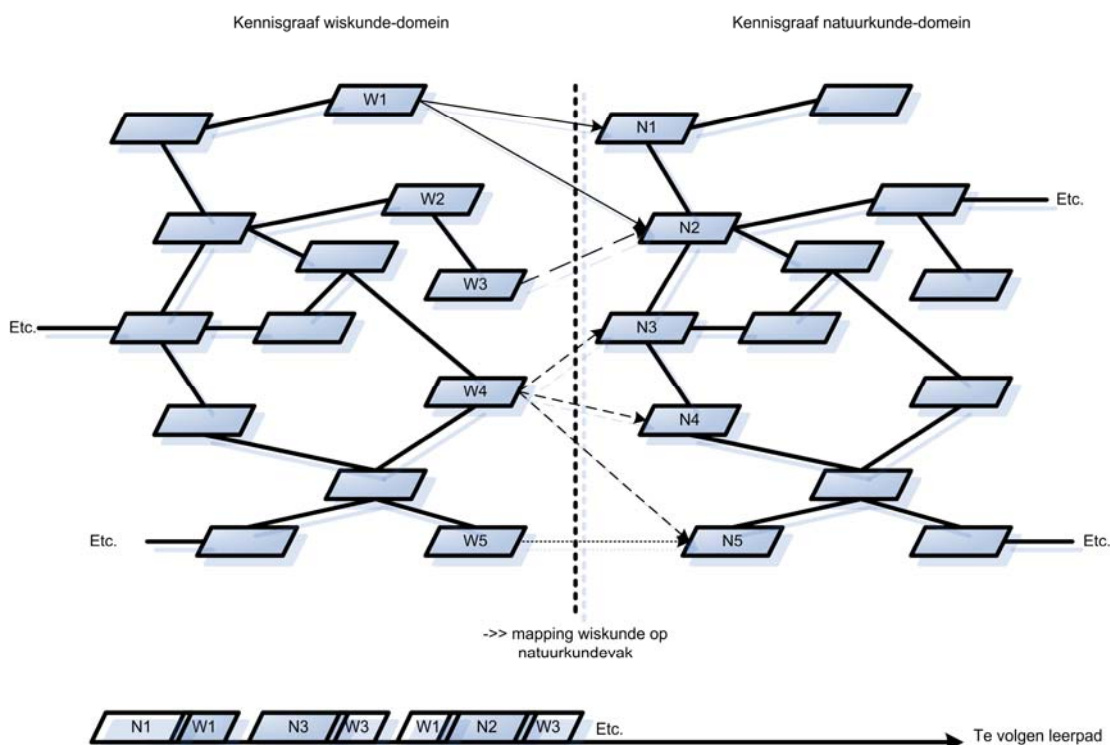 Kennisgraaf wiskunde-domein
Kennisgraaf natuurkunde-domein
W1
N1
W2
Etc.
N2
W3
Etc.
N3
W4
N4
Etc.
W5
N5
Etc.
->> mapping wiskunde op
natuurkundevak
N1 W1 N3 W3 W1 N2 W3 Etc.
Te volgen leerpad